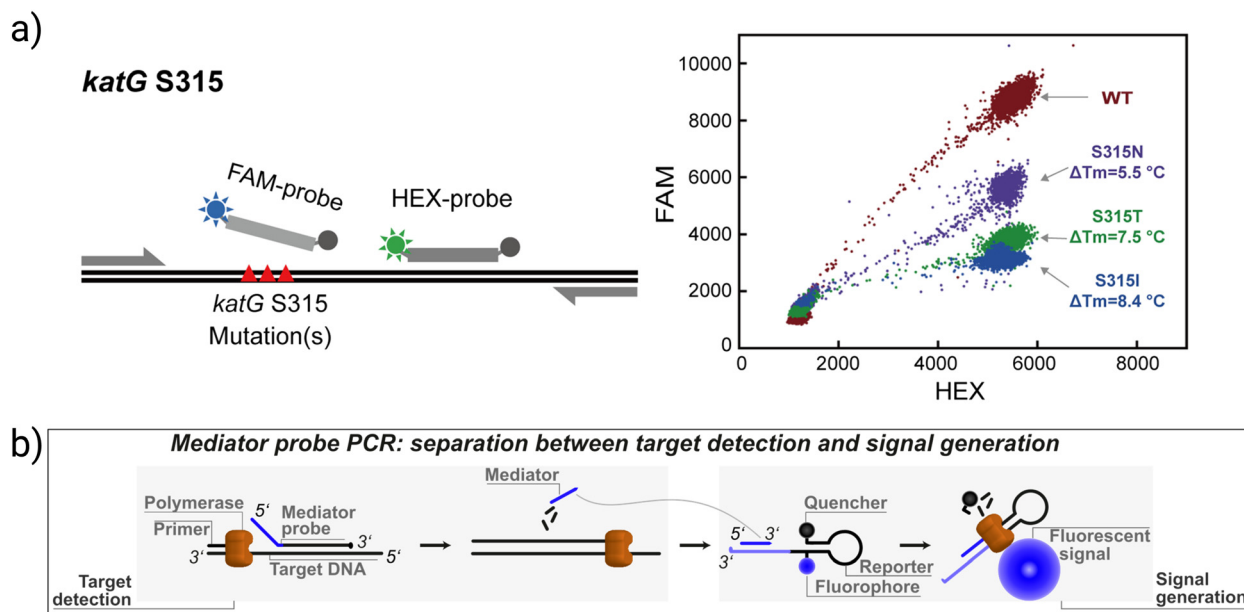 a)
katG S315
FAM-probe
HEX-probe
katG S315
Mutation(s)
FAM
10000
8000
6000
4000
2000
0
WT
S315N
ΔTm=5.5 °C
S315T
ΔTm=7.5 °C
S315I
ΔTm=8.4 °C
0 2000 4000 6000 8000
HEX
b)
Mediator probe PCR: separation between target detection and signal generation
Polymerase
Primer
5‘
Mediator
probe
3‘
3‘
5‘
Target DNA
Target
detection
Mediator
Quencher
5‘ 3‘
3‘
Reporter
Fluorophore
Fluorescent
signal
Signal
generation